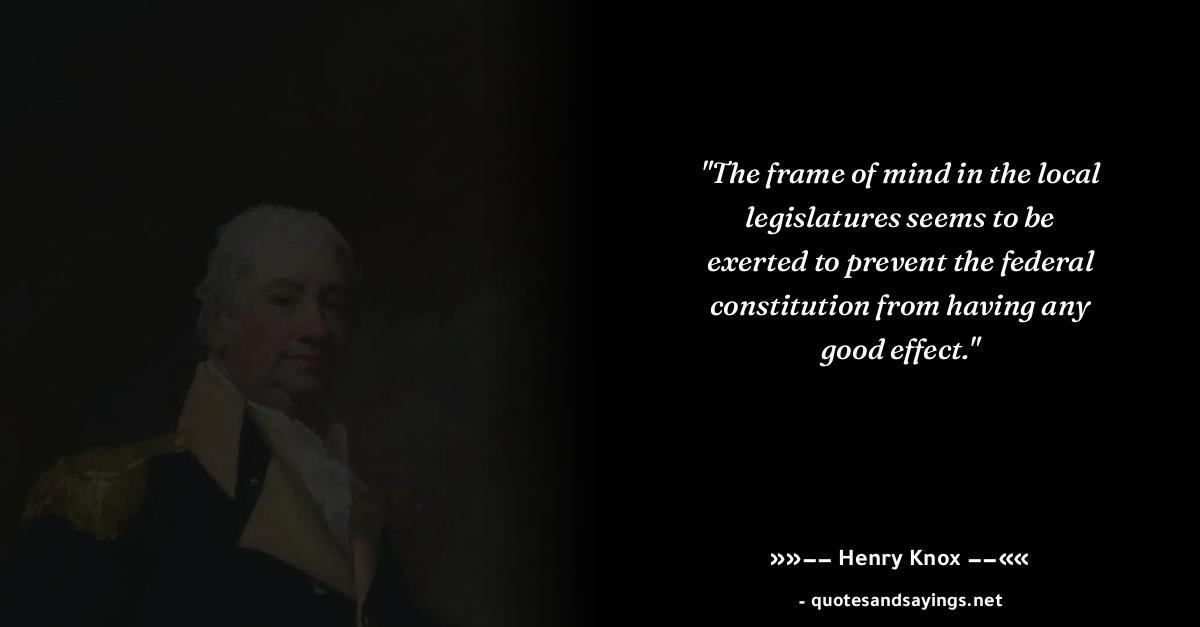 "The frame of mind in the local
legislatures seems to be
exerted to prevent the federal
constitution from having any
good effect."
»»–– Henry Knox ––««
- quotesandsayings.net